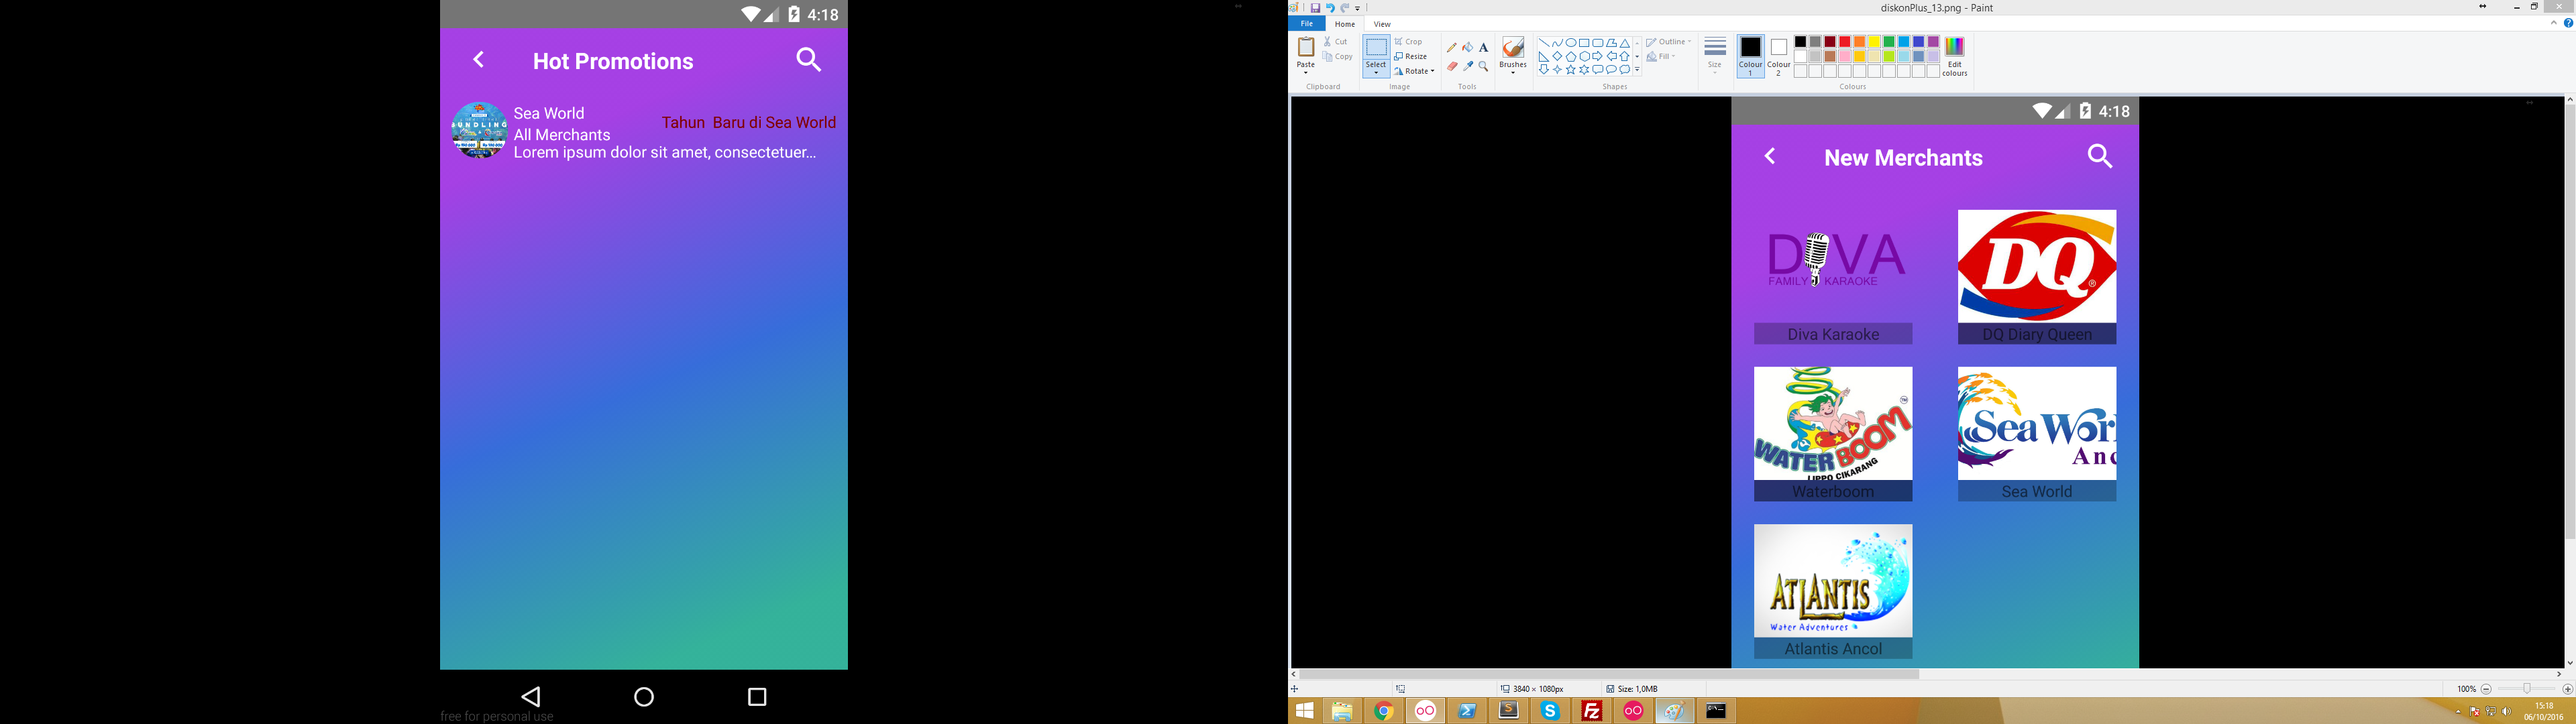 4:18
Hot Promotions
Sea World
All Merchants
Tahun Baru di Sea World
Lorem ipsum dolor sit amet, consectetuer...
BUNDLING
free for personal use
diskonPlus_13.png - Paint
File Home View
Paste
Cut
Copy
Clipboard
Select
Crop
Resize
Rotate
Image
A
Tools
Brushes
Outline
Fill
Shapes
Size
Colour 1
Colour 2
Edit colours
Colours
4:18
New Merchants
DIVA
FAMILY KARAOKE
Diva Karaoke
DQ®
DQ Diary Queen
WATERBOOM
TM
LIPPO CIKARANG
Waterboom
Sea Worl
Anc
Sea World
ATLANTIS
Water Adventures
Atlantis Ancol
3840 × 1080px
Size: 1,0MB
100%
15:18
06/10/2016